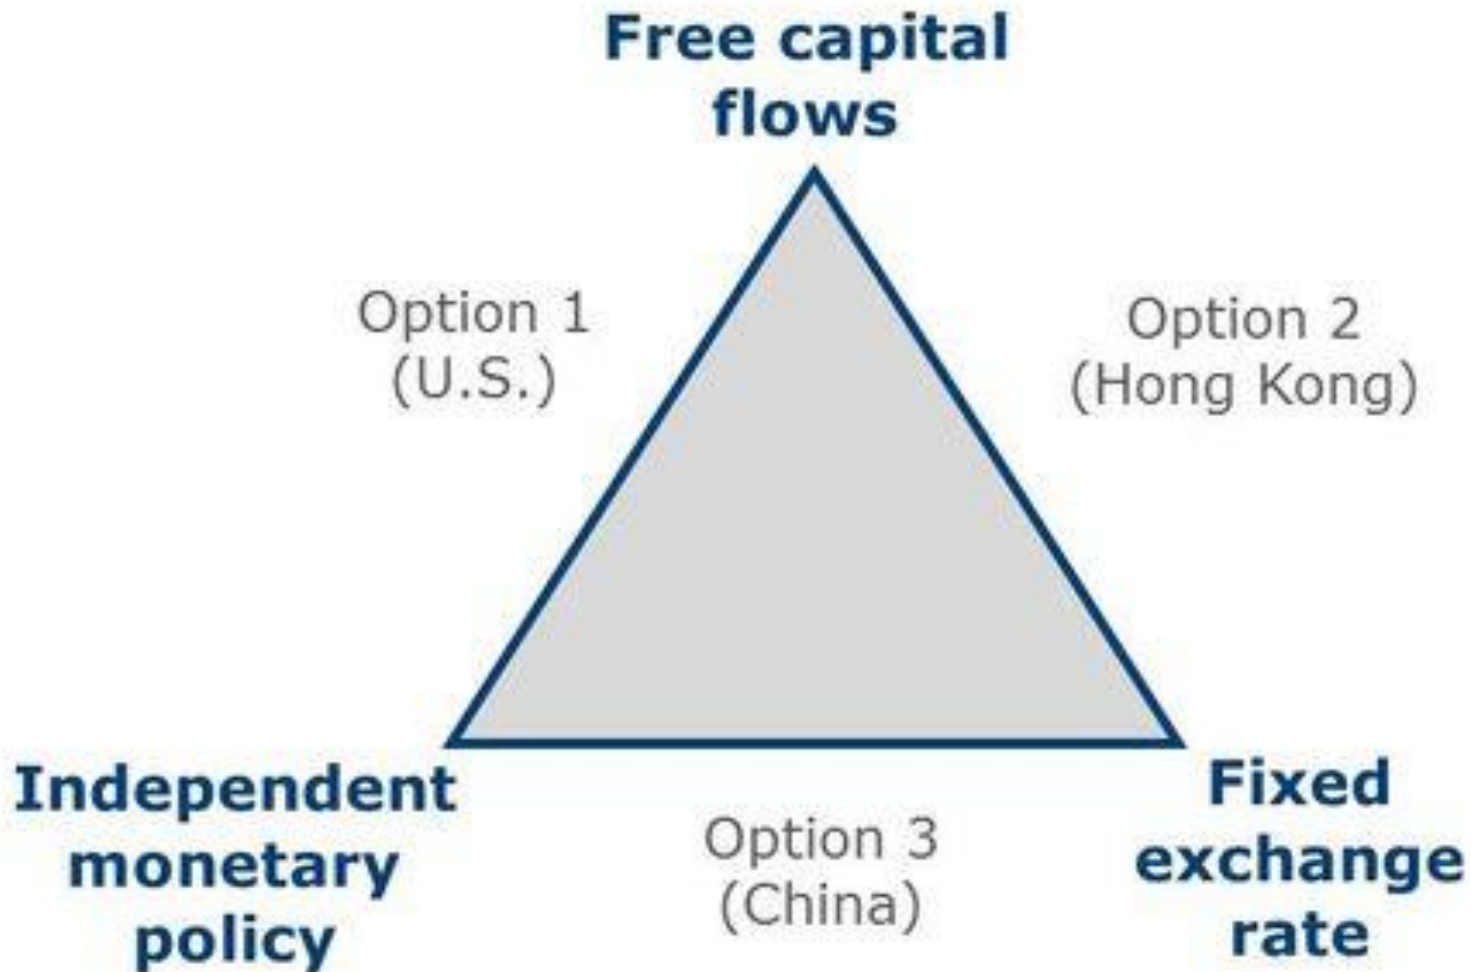 Free capital
flows
Option 1
(U.S.)
Option 2
(Hong Kong)
Independent
monetary
policy
Option 3
(China)
Fixed
exchange
rate